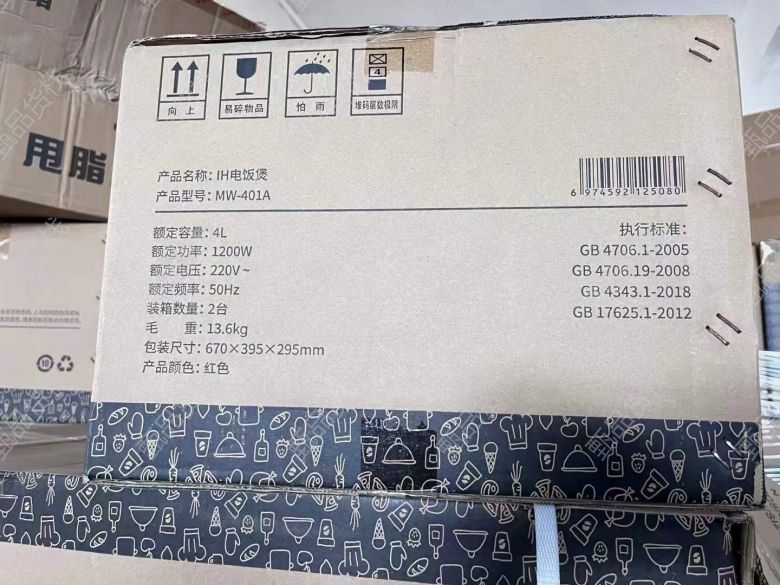 甩脂
向上
易碎物品
怕雨
4
堆码层数极限
产品名称：IH电饭煲
产品型号：MW-401A
6 974592 125080
额定容量：4L
额定功率：1200W
额定电压：220V～
额定频率：50Hz
装箱数量：2台
毛 重：13.6kg
包装尺寸：670×395×295mm
产品颜色：红色
执行标准：
GB 4706.1-2005
GB 4706.19-2008
GB 4343.1-2018
GB 17625.1-2012
10